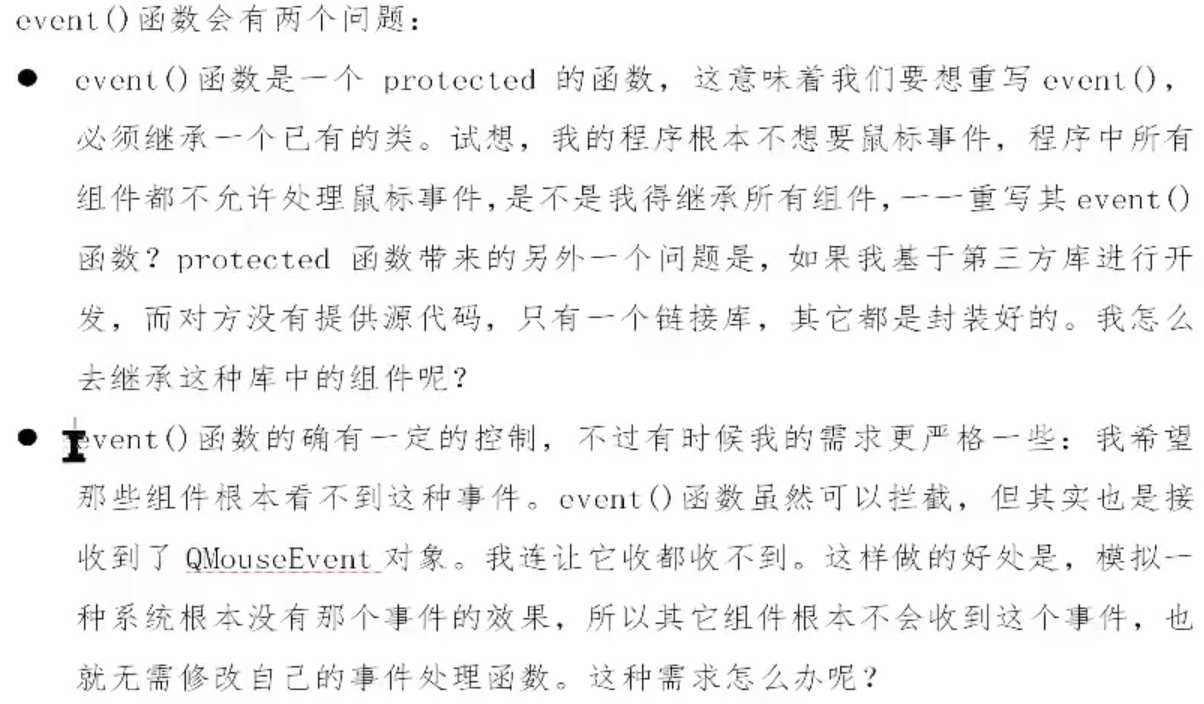 event()函数会有两个问题：
● event()函数是一个 protected 的函数，这意味着我们要想重写 event()，
必须继承一个已有的类。试想，我的程序根本不想要鼠标事件，程序中所有
组件都不允许处理鼠标事件,是不是我得继承所有组件,一一重写其 event()
函数？protected 函数带来的另外一个问题是，如果我基于第三方库进行开
发，而对方没有提供源代码，只有一个链接库，其它都是封装好的。我怎么
去继承这种库中的组件呢？
● event()函数的确有一定的控制，不过有时候我的需求更严格一些：我希望
那些组件根本看不到这种事件。event()函数虽然可以拦截，但其实也是接
收到了 QMouseEvent 对象。我连让它收都收不到。这样做的好处是，模拟一
种系统根本没有那个事件的效果，所以其它组件根本不会收到这个事件，也
就无需修改自己的事件处理函数。这种需求怎么办呢？